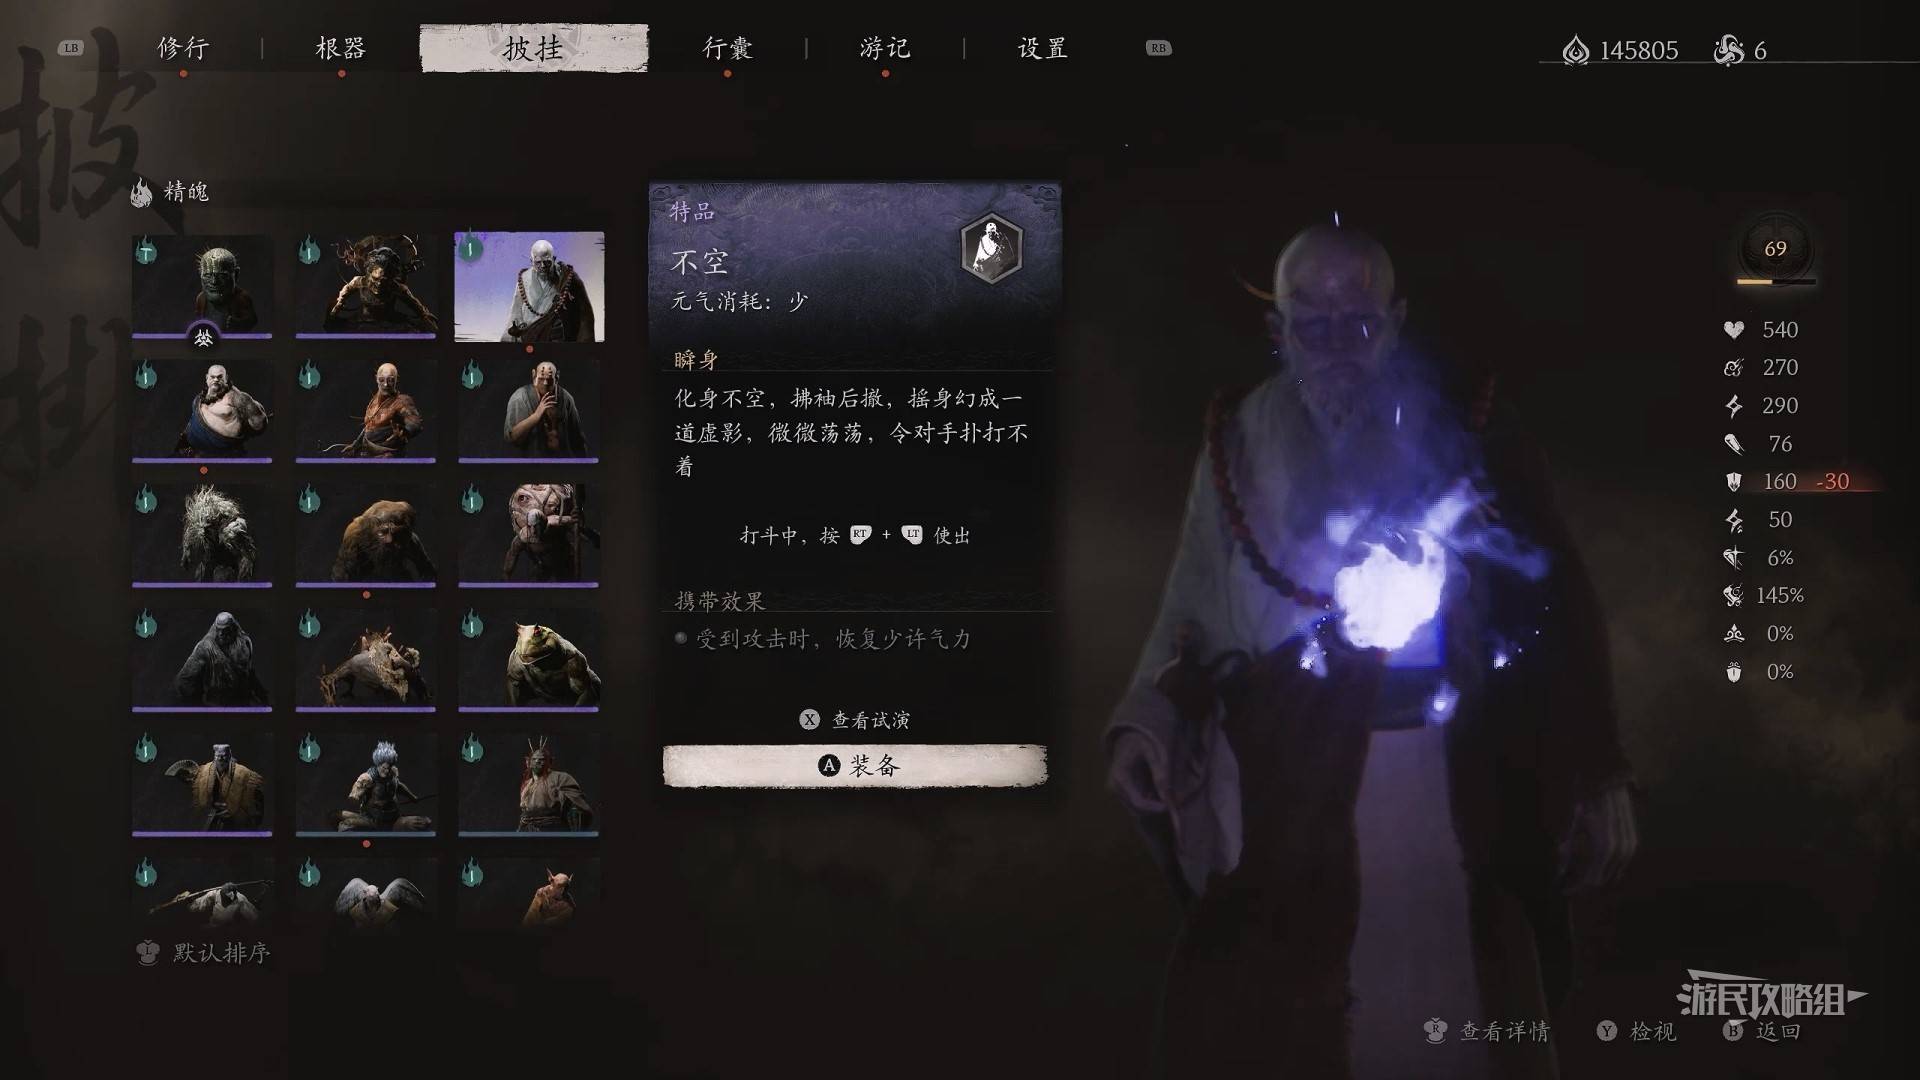 LB 修行 根器 披挂 行囊 游记 设置 RB 145805 6
披挂
精魄
特品
不空
元气消耗：少
瞬身
化身不空，拂袖后撤，摇身幻成一
道虚影，微微荡荡，令对手扑打不
着
打斗中，按 RT + LT 使出
携带效果
受到攻击时，恢复少许气力
X 查看试演
A 装备
69
540
270
290
76
160 -30
50
6%
145%
0%
0%
L 默认排序
游民攻略组
R 查看详情 Y 检视 B 返回